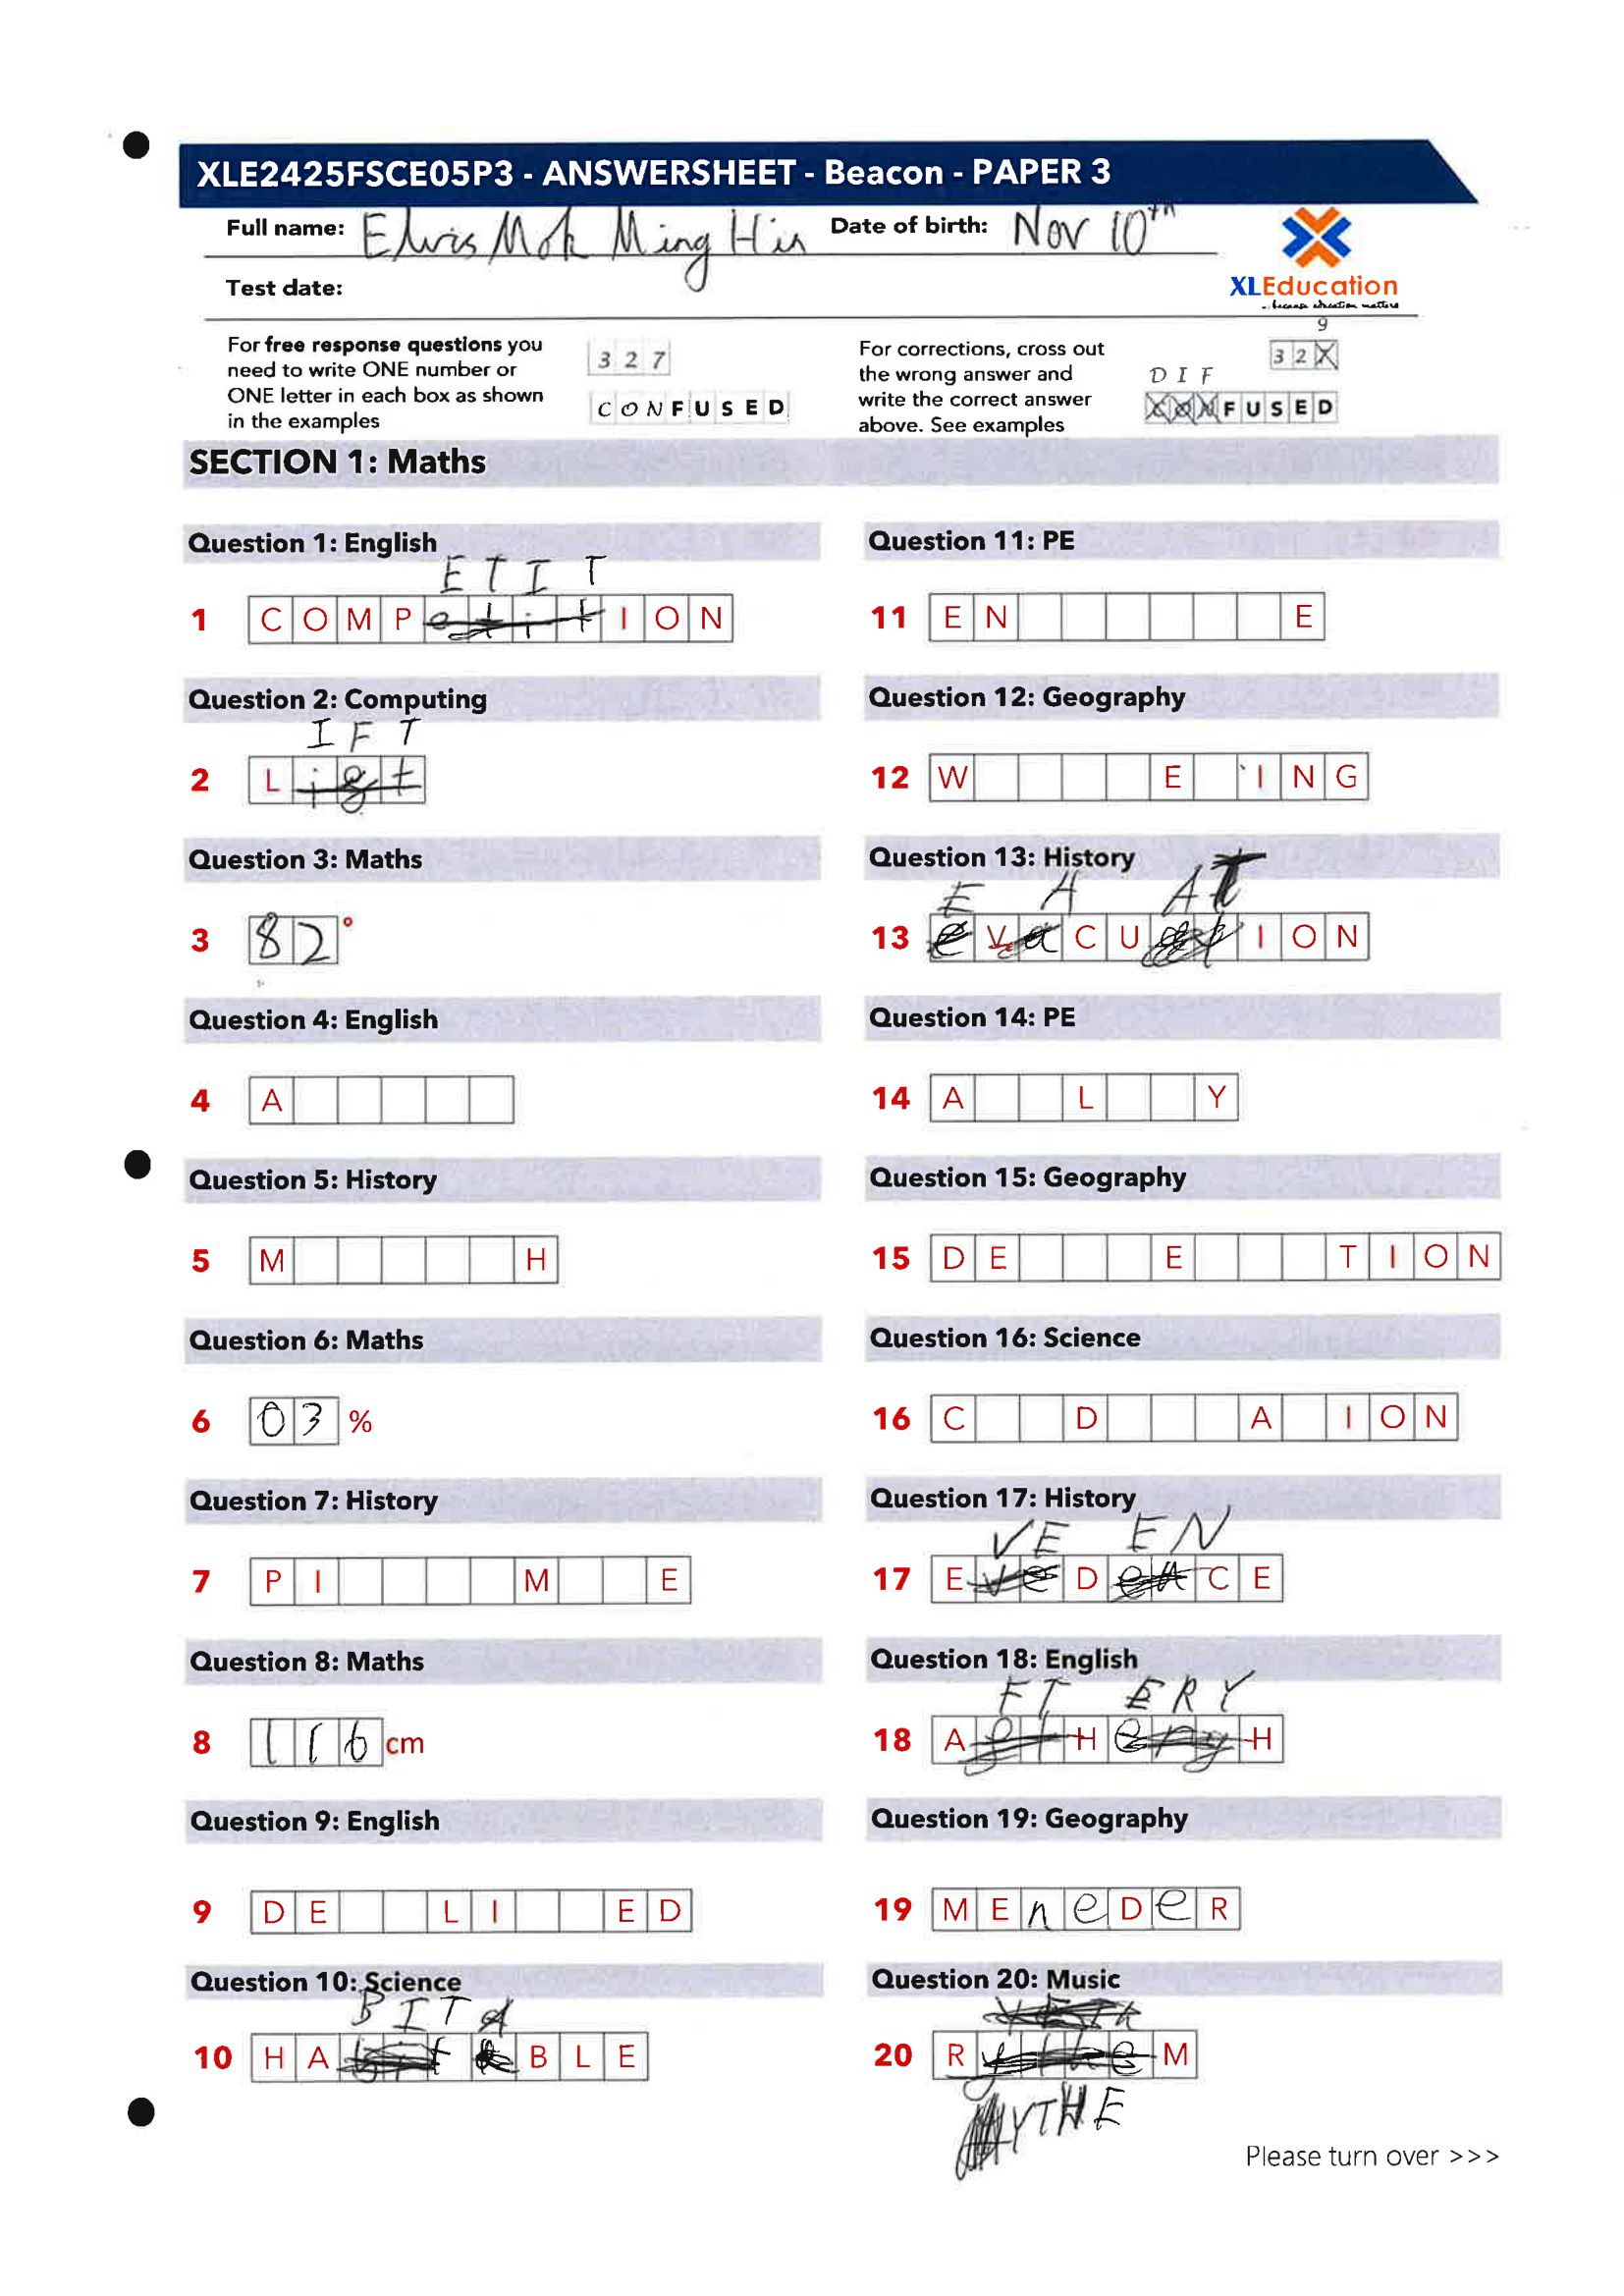 XLE2425FSCE05P3 - ANSWERSHEET - Beacon - PAPER 3
Full name: Elvis Mok Ming Hin Date of birth: Nov 10th
Test date:
XLEducation
...because education matters
For free response questions you
need to write ONE number or
ONE letter in each box as shown
in the examples
3 2 7
C O N F U S E D
For corrections, cross out
the wrong answer and
write the correct answer
above. See examples
9
3 2 X
D I F
C O N F U S E D
SECTION 1: Maths
Question 1: English
E T I T
1 C O M P e t i t I O N
Question 2: Computing
I F T
2 L i g t
Question 3: Maths
3 8 2 °
Question 4: English
4 A
Question 5: History
5 M H
Question 6: Maths
6 0 3 %
Question 7: History
7 P I M E
Question 8: Maths
8 1 1 6 cm
Question 9: English
9 D E L I E D
Question 10: Science
B I T A
10 H A B L E
Question 11: PE
11 E N E
Question 12: Geography
12 W E I N G
Question 13: History
E A A T
13 e V a C U I O N
Question 14: PE
14 A L Y
Question 15: Geography
15 D E E T I O N
Question 16: Science
16 C D A I O N
Question 17: History
V E E N
17 E v e D e n C E
Question 18: English
F T E R Y
18 A f t H e r y H
Question 19: Geography
19 M E n e D e R
Question 20: Music
20 R y t h e M
Y T H E
Please turn over >>>